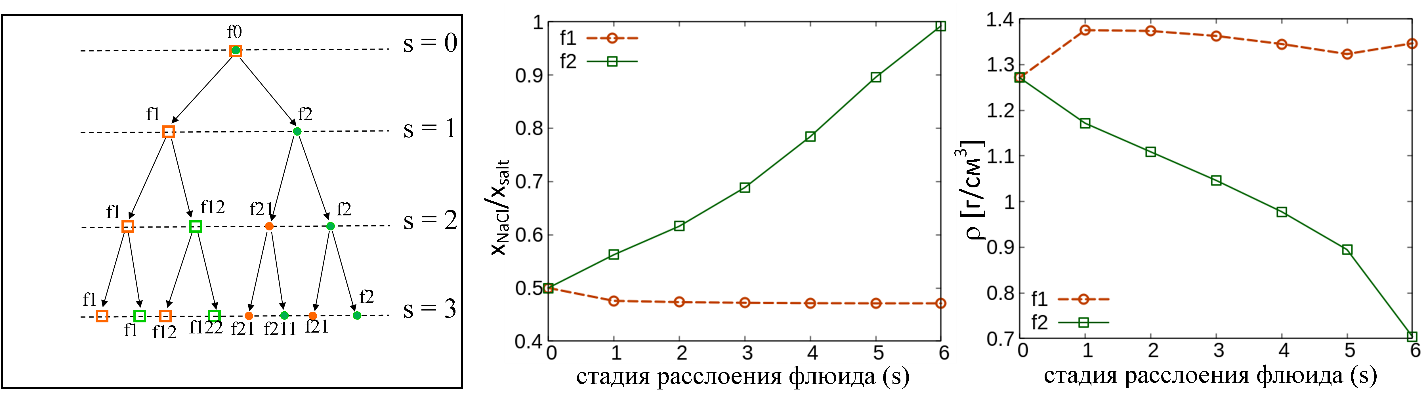 f0
s = 0
f1
f2
s = 1
f1
f12
f21
f2
s = 2
f1
f1
f12
f122
f21
f211
f21
f2
s = 3
f1
f2
1
0.9
0.8
0.7
0.6
0.5
0.4
0 1 2 3 4 5 6
xNaCl/xsalt
стадия расслоения флюида (s)
1.4
1.3
1.2
1.1
1
0.9
0.8
0.7
f1
f2
0 1 2 3 4 5 6
ρ [г/см³]
стадия расслоения флюида (s)